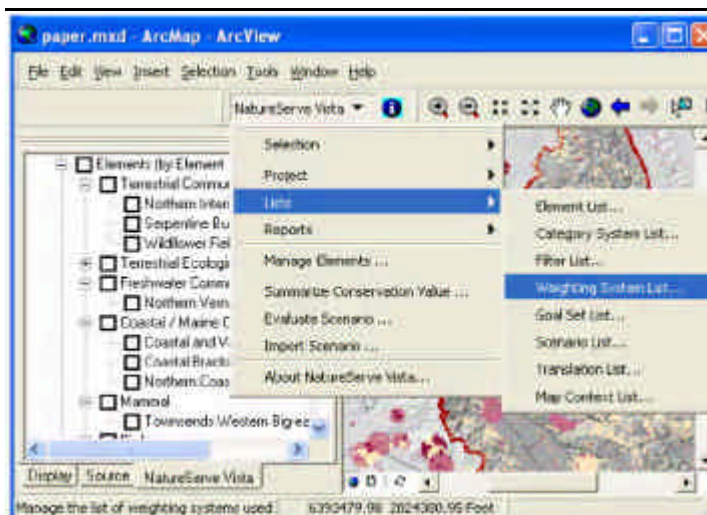 paper.mxd - ArcMap - ArcView
File Edit View Insert Selection Tools Window Help
NatureServe Vista
Selection
Project
Lists
Reports
Manage Elements ...
Summarize Conservation Value ...
Evaluate Scenario ...
Import Scenario ...
About NatureServe Vista...
Element List...
Category System List...
Filter List...
Weighting System List...
Goal Set List...
Scenario List...
Translation List...
Map Context List...
Elements (by Element
Terrestrial Commu
Northern Inter
Serpentine Bu
Wildflower Fiel
Terrestrial Ecologi
Freshwater Comm
Northern Vern
Coastal / Marine C
Coastal and V
Coastal Bracki
Northern Coas
Mammal
Townsends Western Big-ea
Display Source NatureServe Vista
Manage the list of weighting systems used 6393479.98 2024380.95 Feet